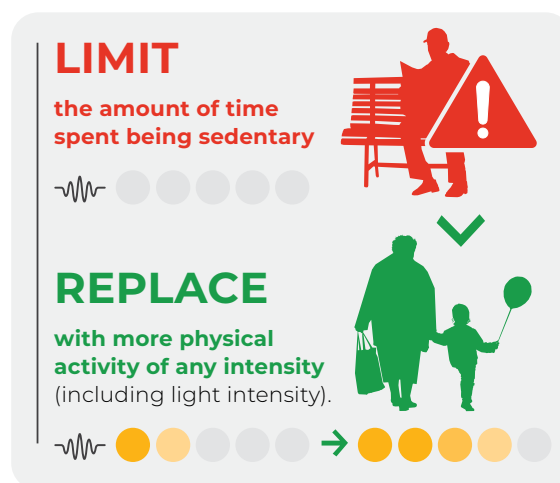 LIMIT
the amount of time
spent being sedentary
REPLACE
with more physical
activity of any intensity
(including light intensity).